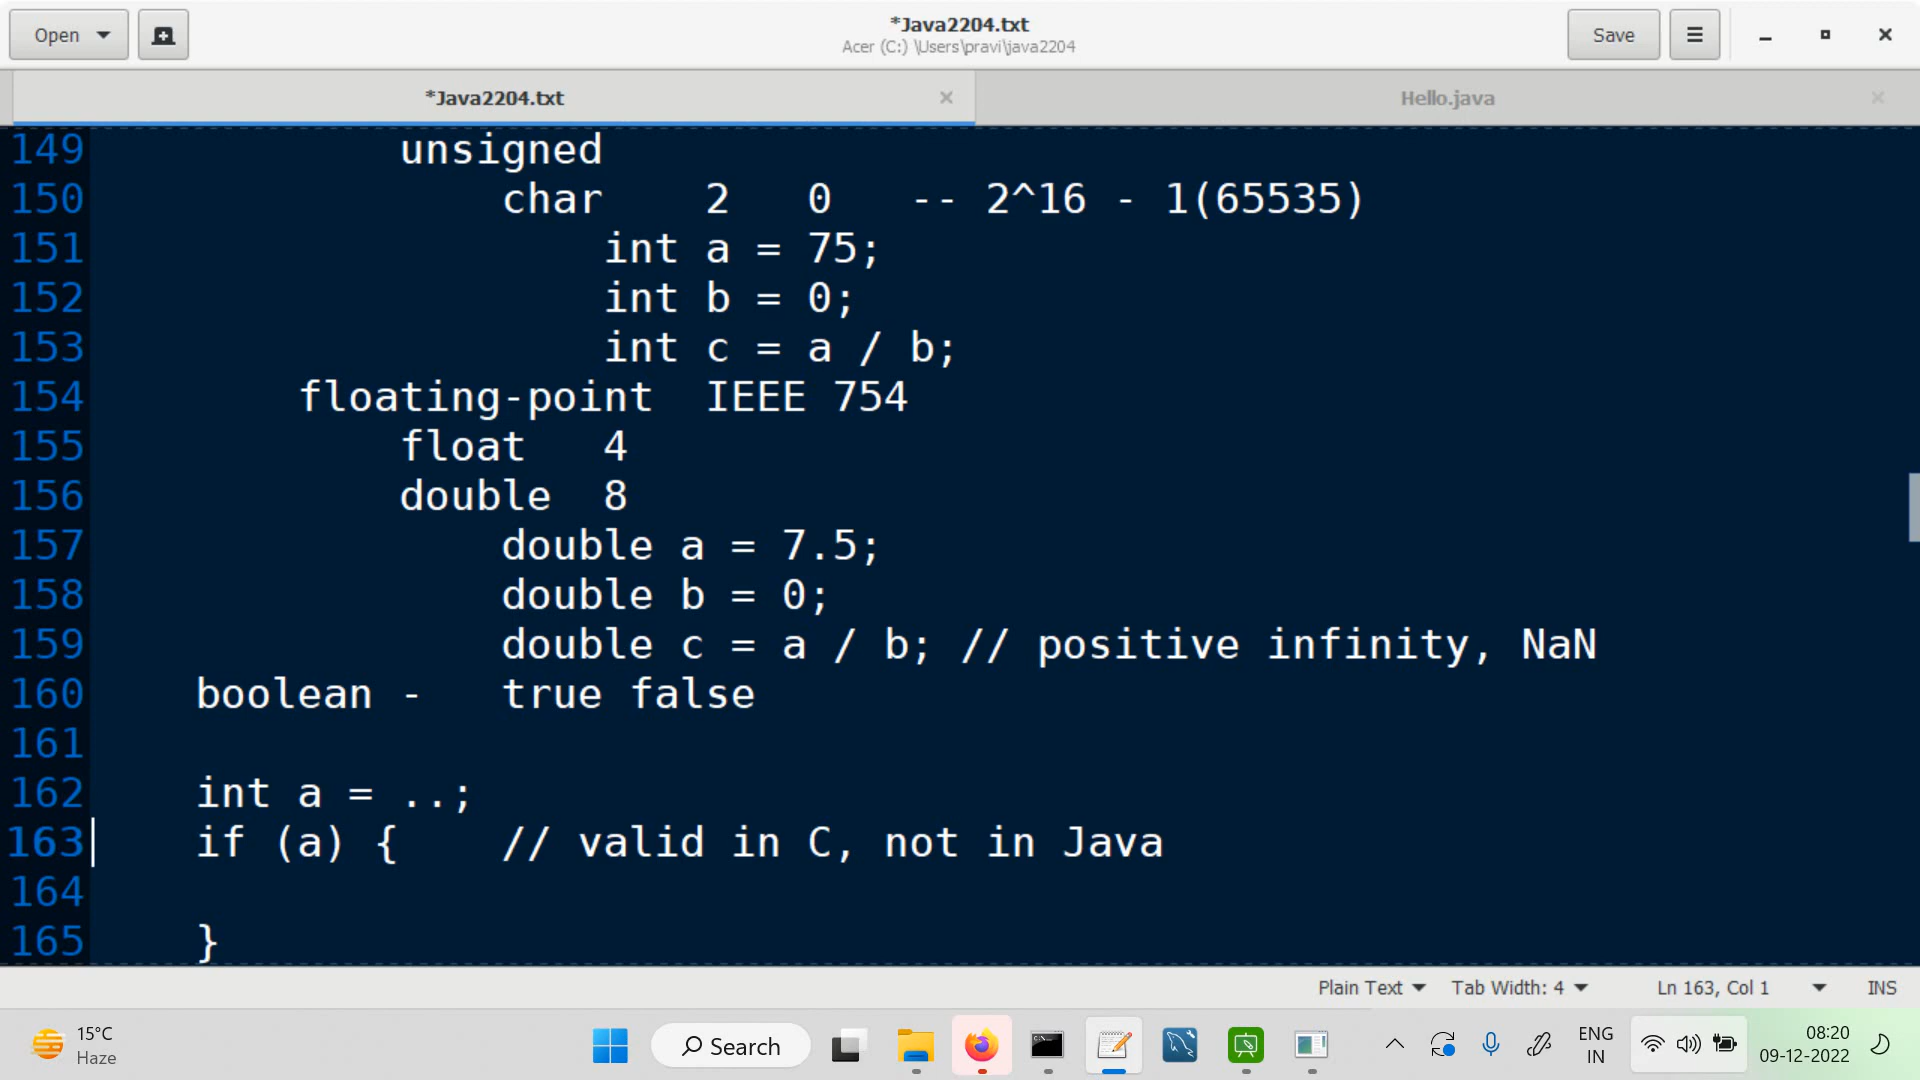 Open
*Java2204.txt
Acer (C:) \Users\pravi\java2204
Save
*Java2204.txt
Hello.java
149 unsigned
150 char 2 0 -- 2^16 - 1(65535)
151 int a = 75;
152 int b = 0;
153 int c = a / b;
154 floating-point IEEE 754
155 float 4
156 double 8
157 double a = 7.5;
158 double b = 0;
159 double c = a / b; // positive infinity, NaN
160 boolean - true false
161
162 int a = ..;
163 if (a) { // valid in C, not in Java
164
165 }
Plain Text Tab Width: 4 Ln 163, Col 1 INS
15°C
Haze
Search
ENG
IN
08:20
09-12-2022